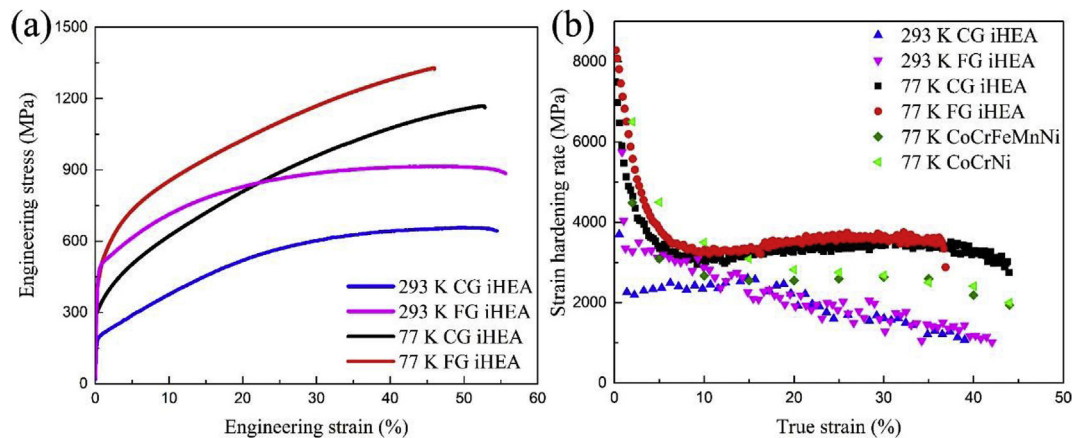 (a)
Engineering stress (MPa)
1500
1200
900
600
300
0
293 K CG iHEA
293 K FG iHEA
77 K CG iHEA
77 K FG iHEA
0 10 20 30 40 50 60
Engineering strain (%)
(b)
Strain hardening rate (MPa)
8000
6000
4000
2000
0
293 K CG iHEA
293 K FG iHEA
77 K CG iHEA
77 K FG iHEA
77 K CoCrFeMnNi
77 K CoCrNi
0 10 20 30 40 50
True strain (%)